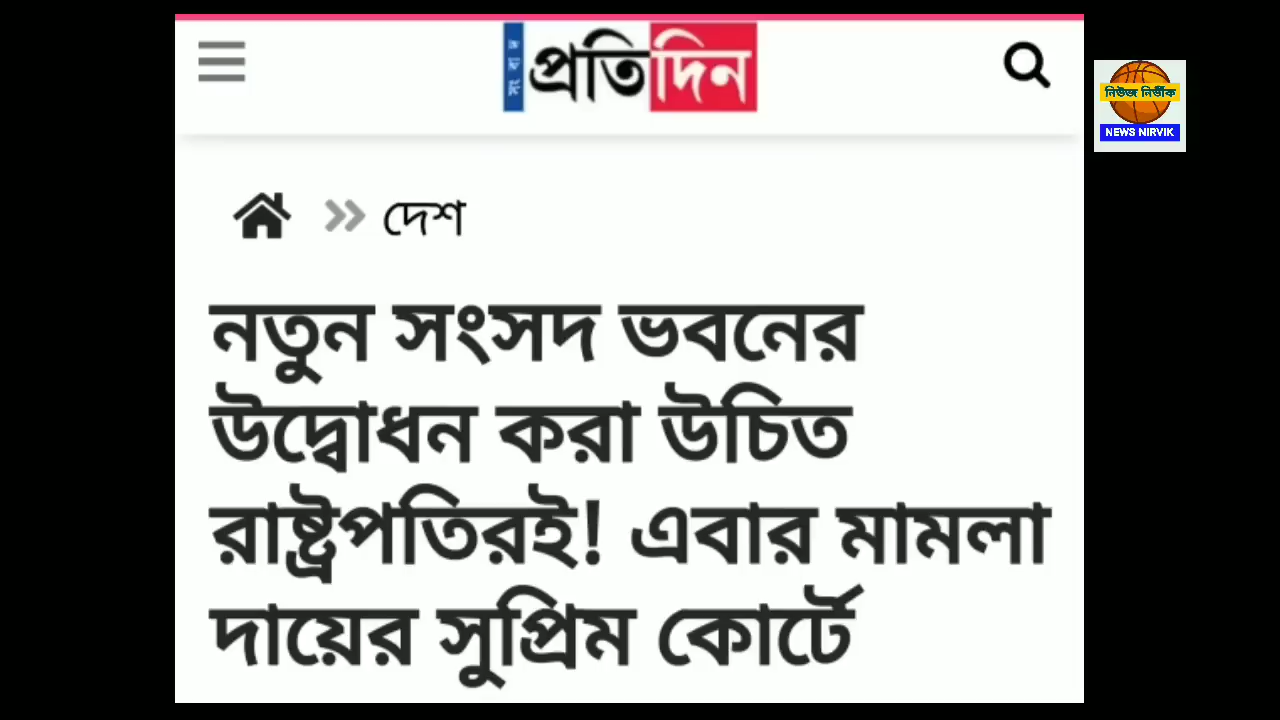 সংবাদ প্রতিদিন
নিউজ নির্ভীক
NEWS NIRVIK
দেশ
নতুন সংসদ ভবনের
উদ্বোধন করা উচিত
রাষ্ট্রপতিরই! এবার মামলা
দায়ের সুপ্রিম কোর্টে